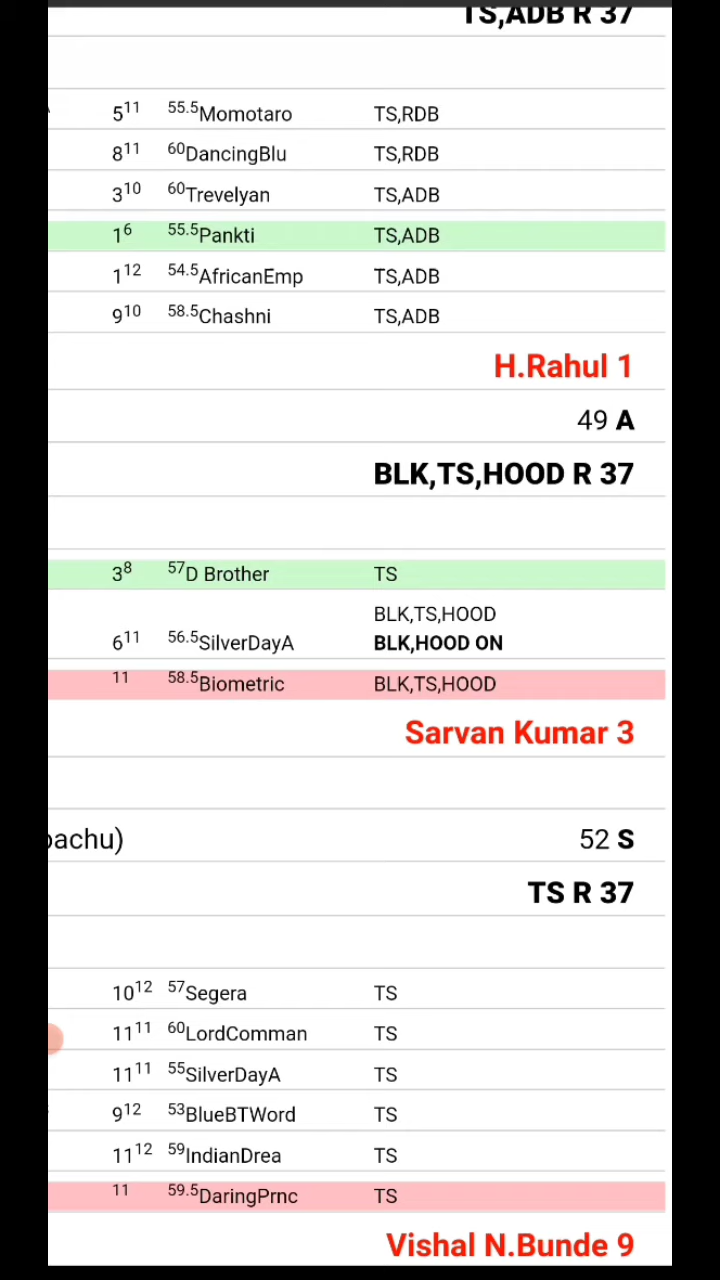 TS,ADB R 37
5¹¹ ⁵⁵·⁵Momotaro TS,RDB
8¹¹ ⁶⁰DancingBlu TS,RDB
3¹⁰ ⁶⁰Trevelyan TS,ADB
1⁶ ⁵⁵·⁵Pankti TS,ADB
1¹² ⁵⁴·⁵AfricanEmp TS,ADB
9¹⁰ ⁵⁸·⁵Chashni TS,ADB
H.Rahul 1
49 A
BLK,TS,HOOD R 37
3⁸ ⁵⁷D Brother TS
BLK,TS,HOOD
6¹¹ ⁵⁶·⁵SilverDayA BLK,HOOD ON
¹¹ ⁵⁸·⁵Biometric BLK,TS,HOOD
Sarvan Kumar 3
pachu) 52 S
TS R 37
10¹² ⁵⁷Segera TS
11¹¹ ⁶⁰LordComman TS
11¹¹ ⁵⁵SilverDayA TS
9¹² ⁵³BlueBTWord TS
11¹² ⁵⁹IndianDrea TS
¹¹ ⁵⁹·⁵DaringPrnc TS
Vishal N.Bunde 9